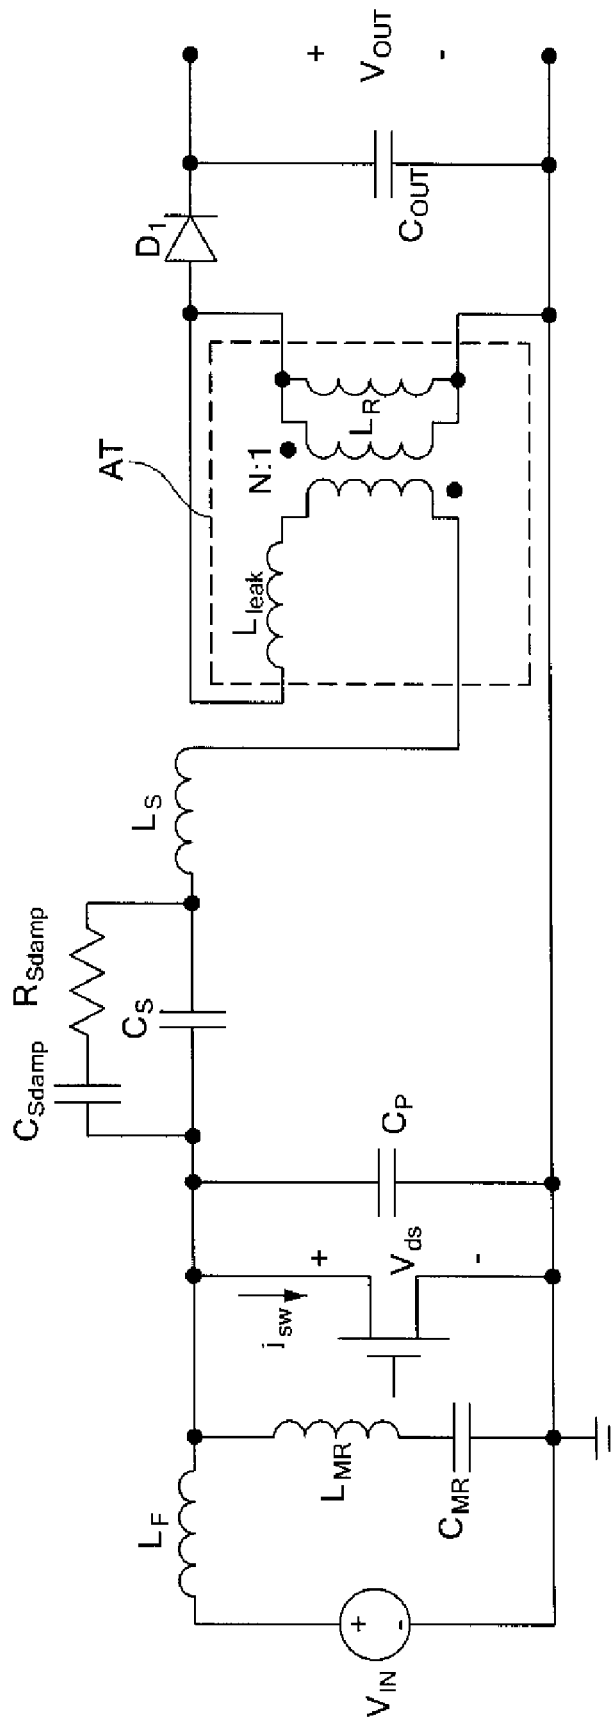 V_IN
+
-
L_F
L_MR
C_MR
i_sw
+
V_ds
-
C_P
C_Sdamp
R_Sdamp
C_S
L_S
AT
L_leak
N:1
L_R
D_1
C_OUT
+
V_OUT
-